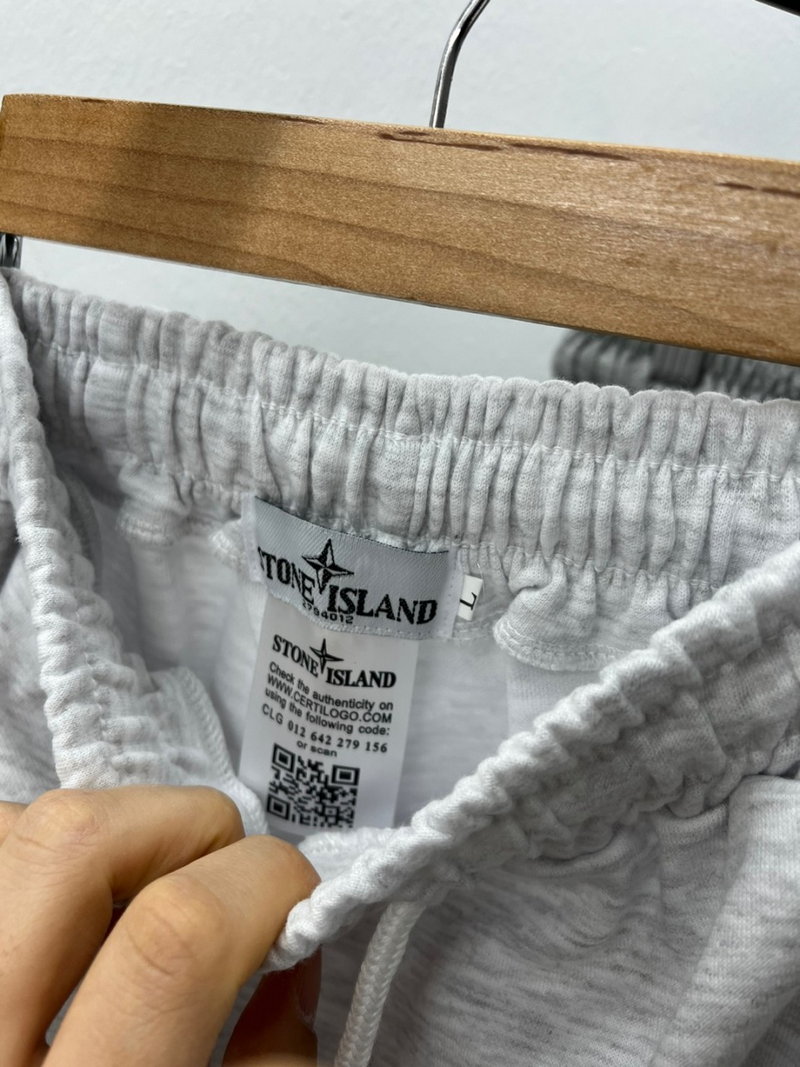 STONE ISLAND
2794012
L
STONE ISLAND
Check the authenticity on
WWW.CERTILOGO.COM
using the following code:
CLG 012 642 279 156
or scan